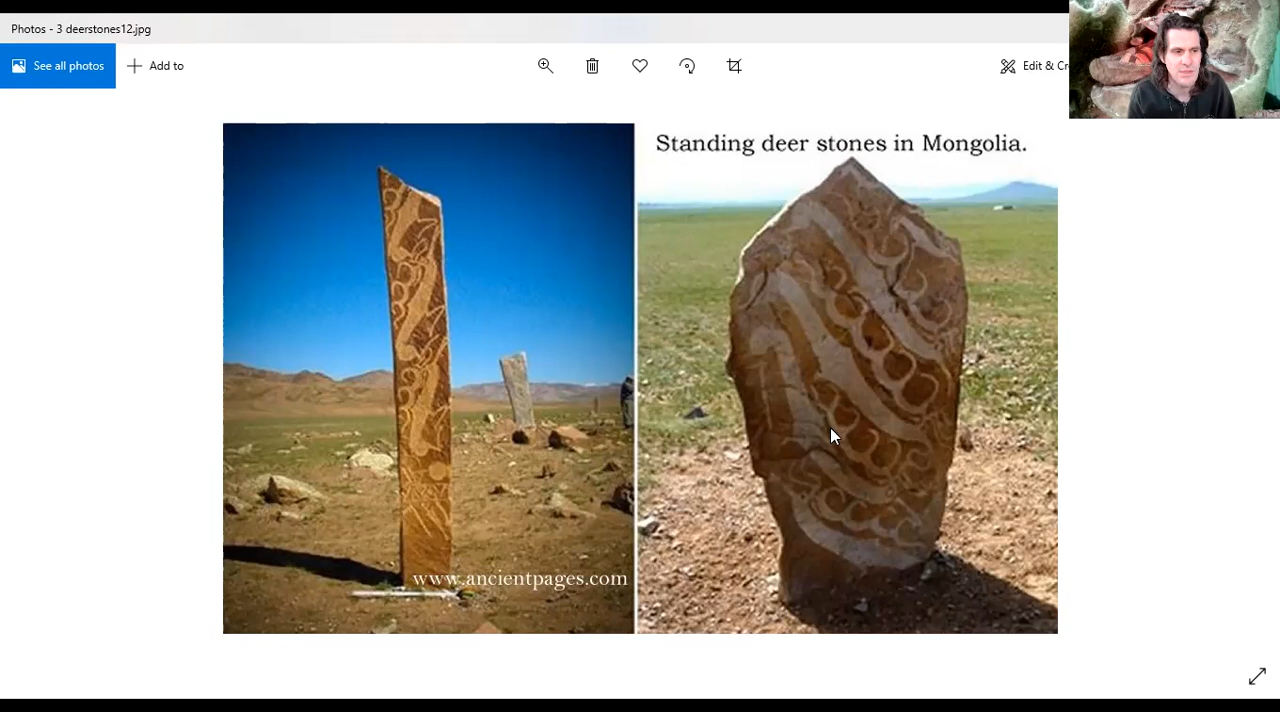 Photos - 3 deerstones12.jpg
See all photos
Add to
Edit & Cr
Standing deer stones in Mongolia.
www.ancientpages.com